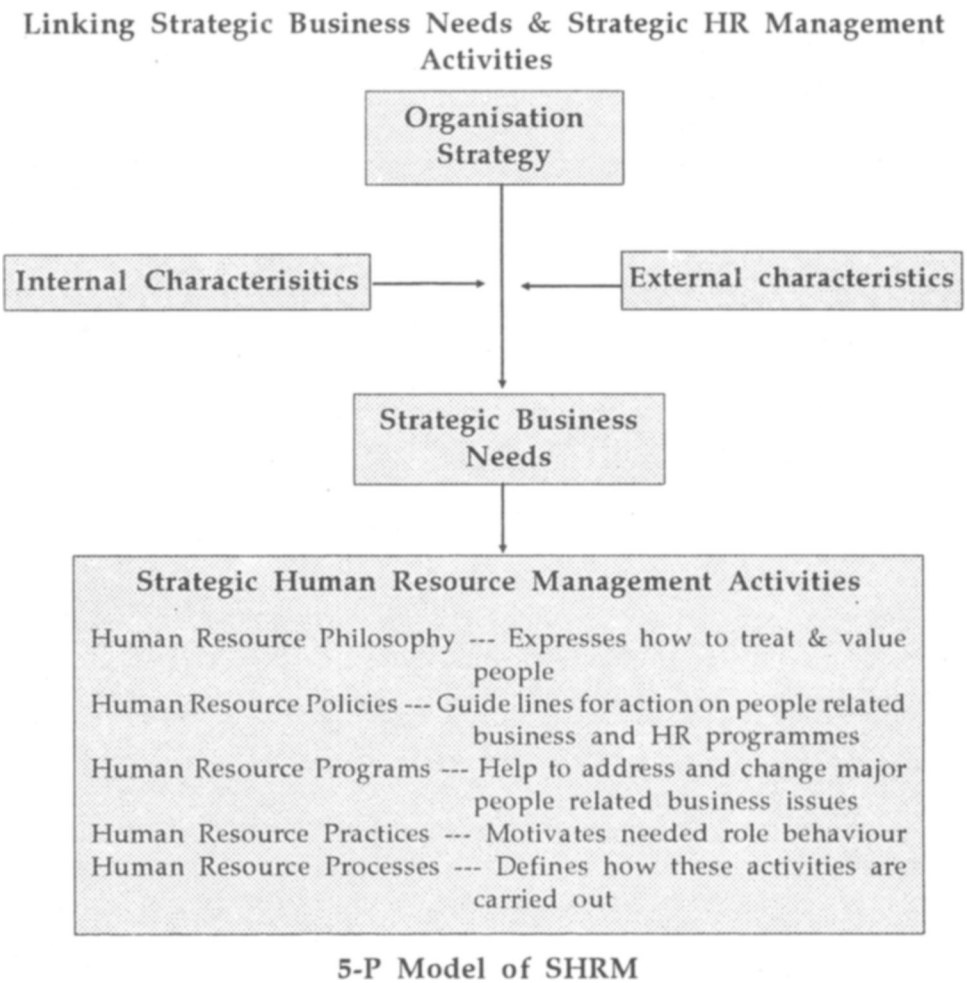 Linking Strategic Business Needs & Strategic HR Management
Activities
Organisation
Strategy
Internal Characterisitics
External characteristics
Strategic Business
Needs
Strategic Human Resource Management Activities
Human Resource Philosophy --- Expresses how to treat & value
people
Human Resource Policies --- Guide lines for action on people related
business and HR programmes
Human Resource Programs --- Help to address and change major
people related business issues
Human Resource Practices --- Motivates needed role behaviour
Human Resource Processes --- Defines how these activities are
carried out
5-P Model of SHRM